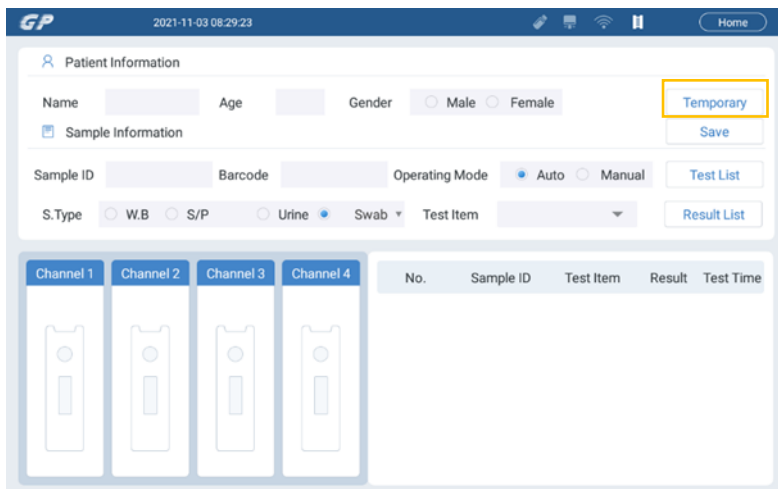 GP 2021-11-03 08:29:23 Home
Patient Information
Name Age Gender Male Female Temporary
Sample Information Save
Sample ID Barcode Operating Mode Auto Manual Test List
S.Type W.B S/P Urine Swab Test Item Result List
Channel 1 Channel 2 Channel 3 Channel 4
No. Sample ID Test Item Result Test Time